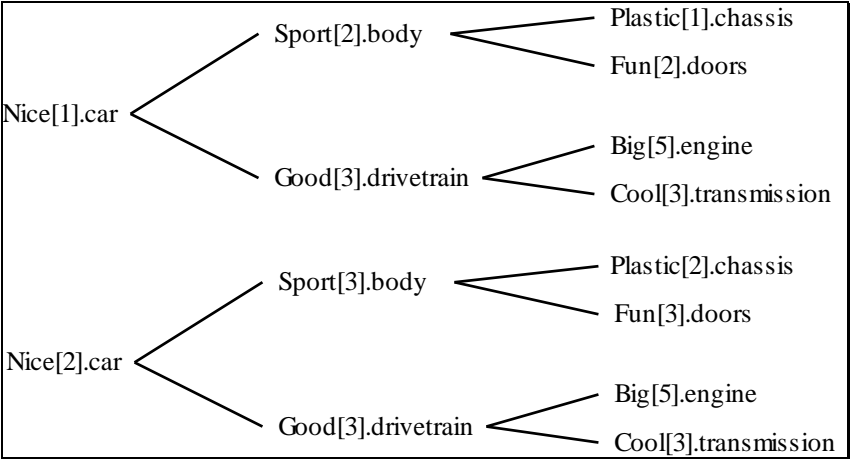 Sport[2].body
Plastic[1].chassis
Fun[2].doors
Nice[1].car
Good[3].drivetrain
Big[5].engine
Cool[3].transmission
Sport[3].body
Plastic[2].chassis
Fun[3].doors
Nice[2].car
Good[3].drivetrain
Big[5].engine
Cool[3].transmission